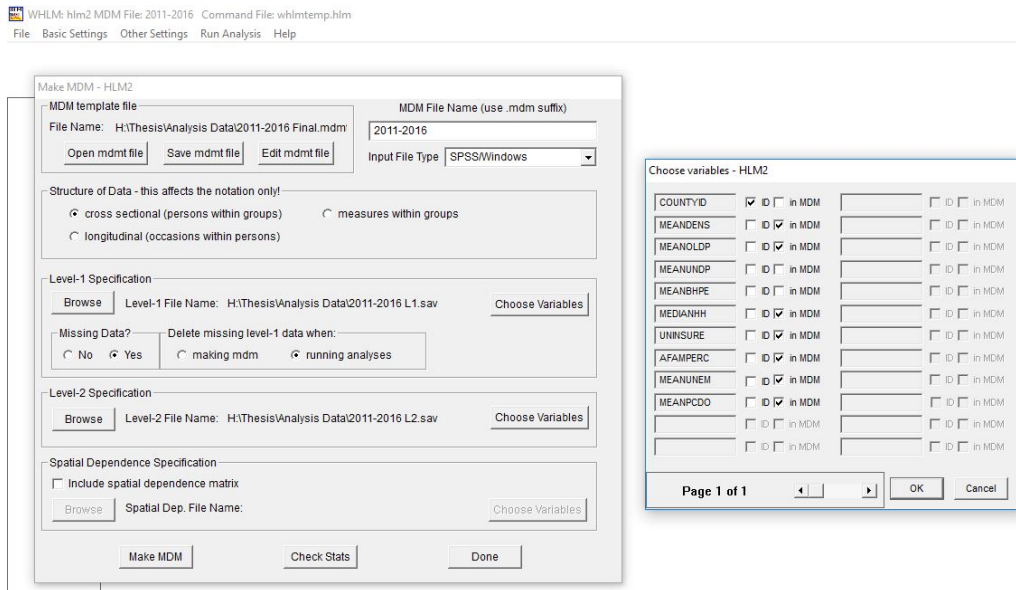 WHLM: hlm2 MDM File: 2011-2016 Command File: whlmtemp.hlm
File Basic Settings Other Settings Run Analysis Help
Make MDM - HLM2
MDM template file
File Name: H:\Thesis\Analysis Data\2011-2016 Final.mdmt
Open mdmt file Save mdmt file Edit mdmt file
MDM File Name (use .mdm suffix)
2011-2016
Input File Type SPSS/Windows
Structure of Data - this affects the notation only!
cross sectional (persons within groups) measures within groups
longitudinal (occasions within persons)
Level-1 Specification
Browse Level-1 File Name: H:\Thesis\Analysis Data\2011-2016 L1.sav Choose Variables
Missing Data? Delete missing level-1 data when:
No Yes making mdm running analyses
Level-2 Specification
Browse Level-2 File Name: H:\Thesis\Analysis Data\2011-2016 L2.sav Choose Variables
Spatial Dependence Specification
Include spatial dependence matrix
Browse Spatial Dep. File Name: Choose Variables
Make MDM Check Stats Done
Choose variables - HLM2
COUNTYID ID in MDM ID in MDM
MEANDENS ID in MDM ID in MDM
MEANOLDP ID in MDM ID in MDM
MEANUNDP ID in MDM ID in MDM
MEANBHPE ID in MDM ID in MDM
MEDIANHH ID in MDM ID in MDM
UNINSURE ID in MDM ID in MDM
AFAMPERC ID in MDM ID in MDM
MEANUNEM ID in MDM ID in MDM
MEANPCDO ID in MDM ID in MDM
ID in MDM ID in MDM
ID in MDM ID in MDM
Page 1 of 1 OK Cancel